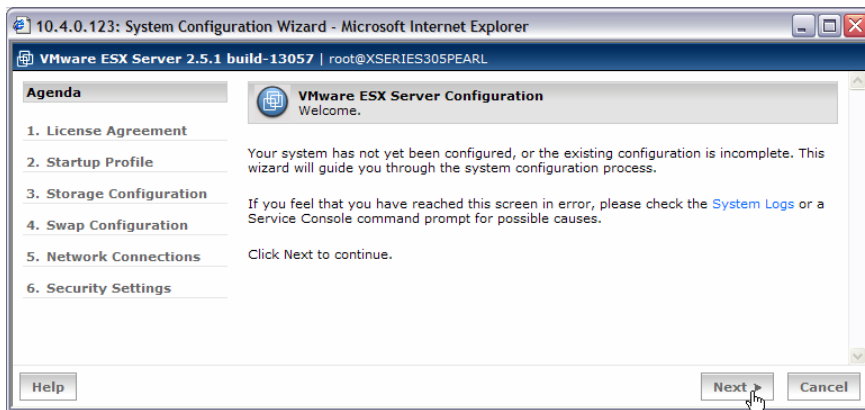 10.4.0.123: System Configuration Wizard - Microsoft Internet Explorer
VMware ESX Server 2.5.1 build-13057 | root@XSERIES305PEARL
Agenda
1. License Agreement
2. Startup Profile
3. Storage Configuration
4. Swap Configuration
5. Network Connections
6. Security Settings
VMware ESX Server Configuration
Welcome.
Your system has not yet been configured, or the existing configuration is incomplete. This
wizard will guide you through the system configuration process.
If you feel that you have reached this screen in error, please check the System Logs or a
Service Console command prompt for possible causes.
Click Next to continue.
Help
Next
Cancel